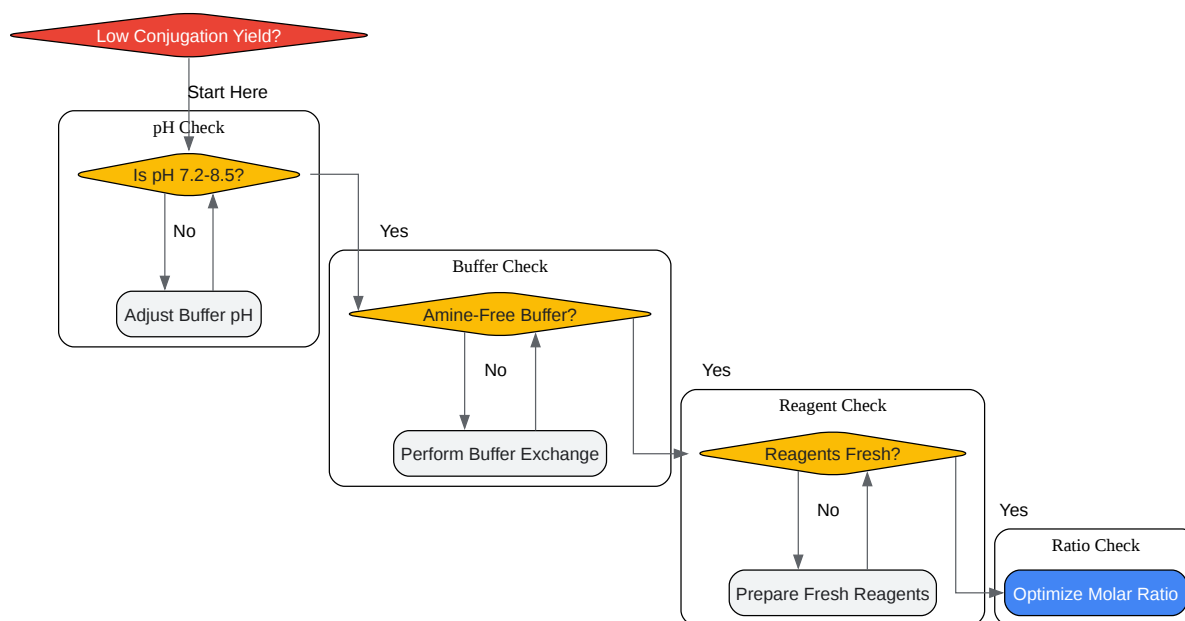 Low Conjugation Yield?
Start Here
pH Check
Is pH 7.2-8.5?
No
Yes
Adjust Buffer pH
Buffer Check
Amine-Free Buffer?
No
Yes
Perform Buffer Exchange
Reagent Check
Reagents Fresh?
No
Yes
Prepare Fresh Reagents
Ratio Check
Optimize Molar Ratio